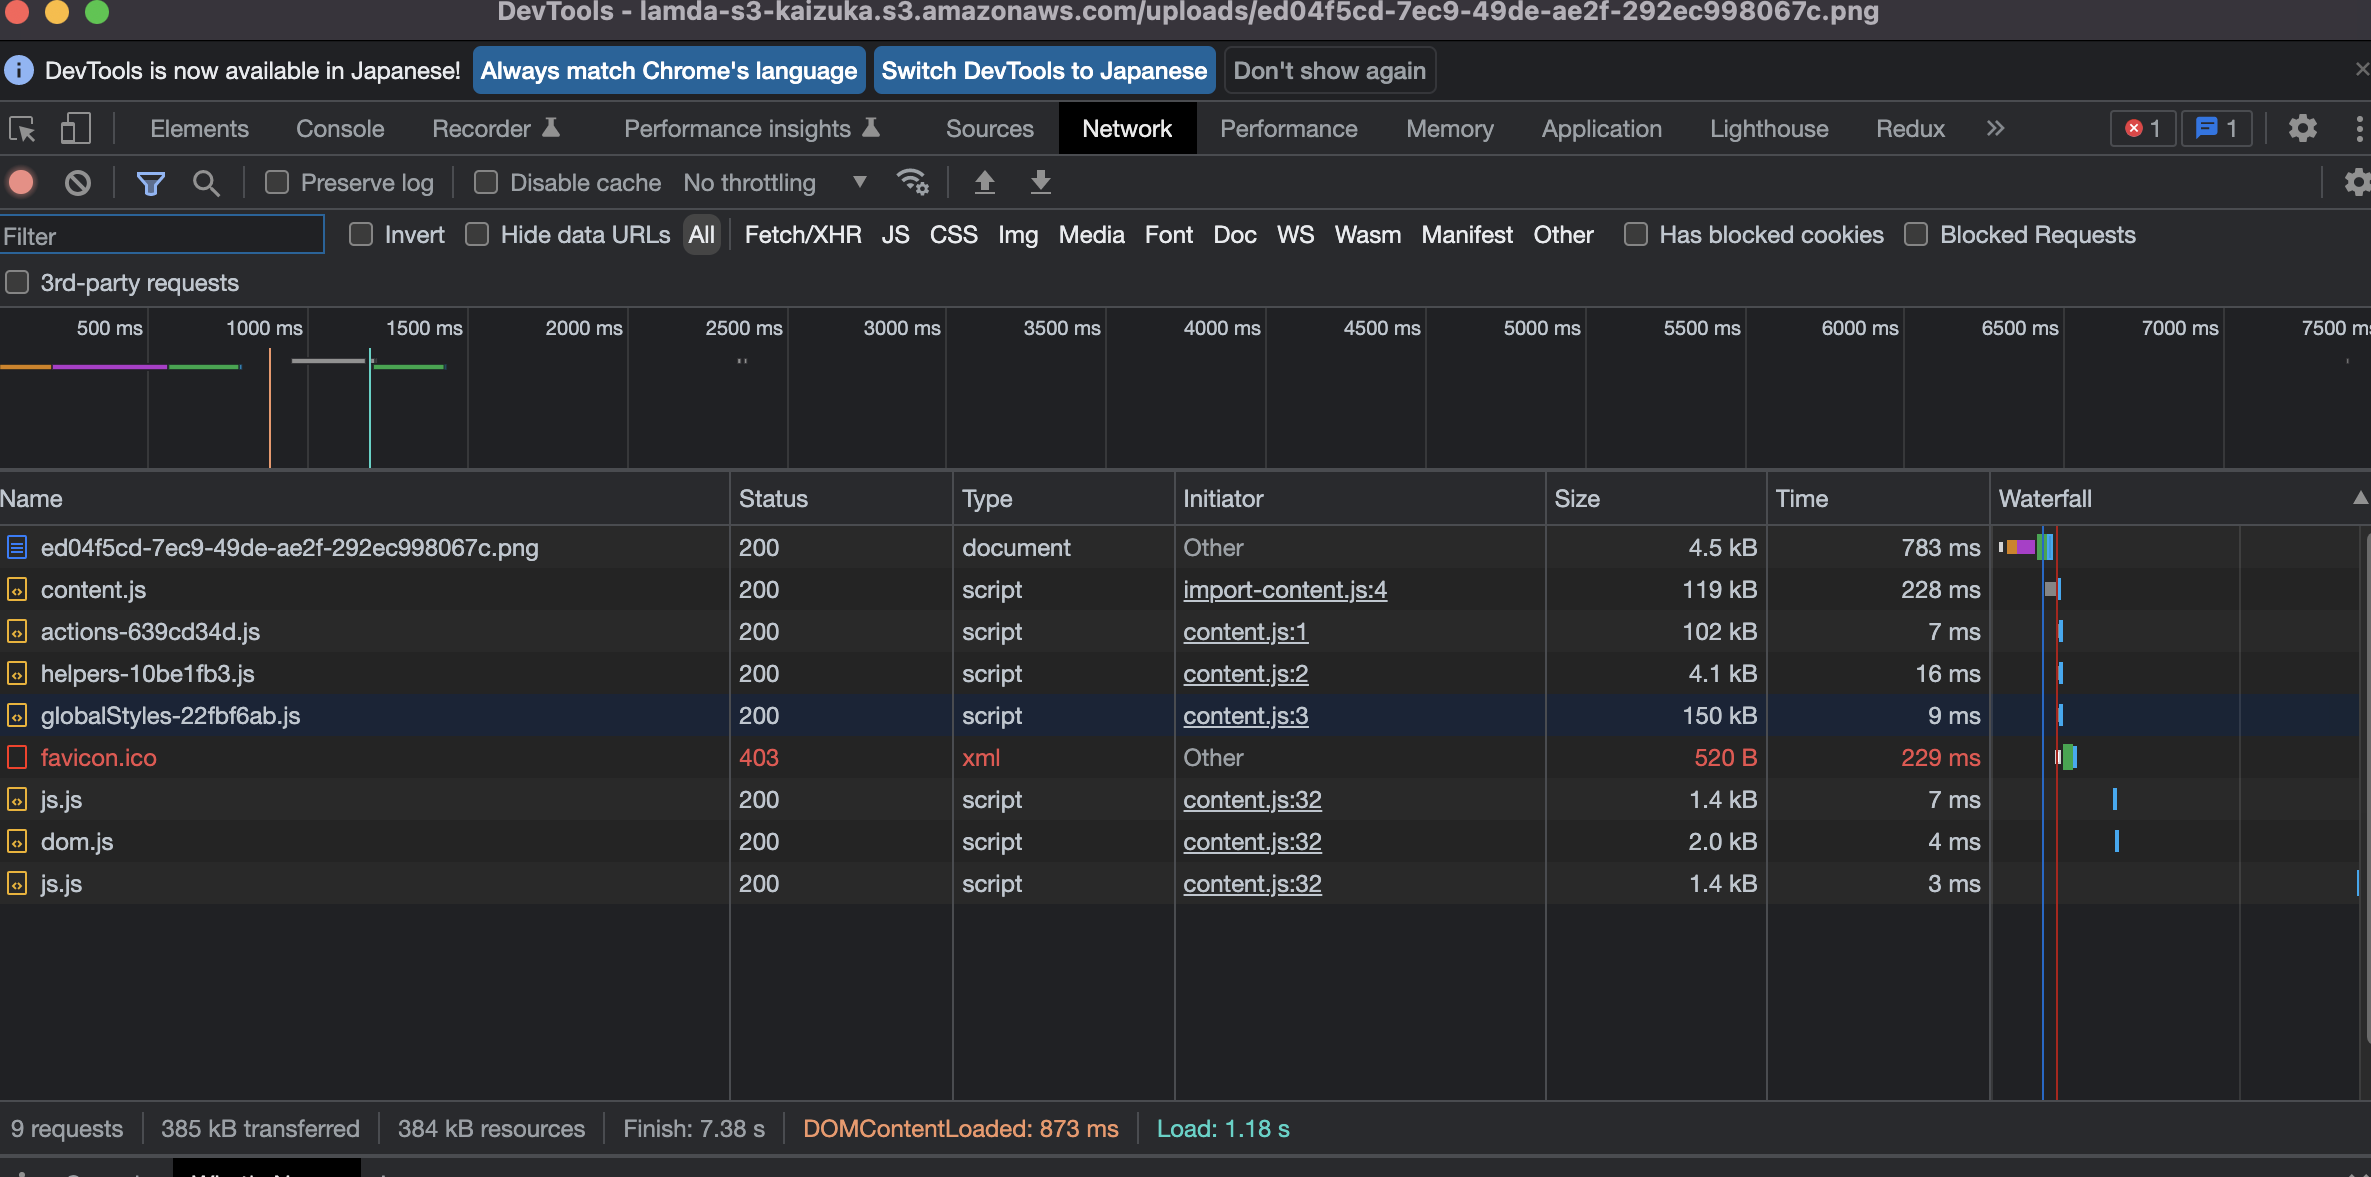 DevTools - lamda-s3-kaizuka.s3.amazonaws.com/uploads/ed04f5cd-7ec9-49de-ae2f-292ec998067c.png
DevTools is now available in Japanese! Always match Chrome's language Switch DevTools to Japanese Don't show again
Elements Console Recorder Performance insights Sources Network Performance Memory Application Lighthouse Redux 1 1
Preserve log Disable cache No throttling
Filter Invert Hide data URLs All Fetch/XHR JS CSS Img Media Font Doc WS Wasm Manifest Other Has blocked cookies Blocked Requests
3rd-party requests
500 ms 1000 ms 1500 ms 2000 ms 2500 ms 3000 ms 3500 ms 4000 ms 4500 ms 5000 ms 5500 ms 6000 ms 6500 ms 7000 ms 7500 ms
Name Status Type Initiator Size Time Waterfall
ed04f5cd-7ec9-49de-ae2f-292ec998067c.png 200 document Other 4.5 kB 783 ms
content.js 200 script import-content.js:4 119 kB 228 ms
actions-639cd34d.js 200 script content.js:1 102 kB 7 ms
helpers-10be1fb3.js 200 script content.js:2 4.1 kB 16 ms
globalStyles-22fbf6ab.js 200 script content.js:3 150 kB 9 ms
favicon.ico 403 xml Other 520 B 229 ms
js.js 200 script content.js:32 1.4 kB 7 ms
dom.js 200 script content.js:32 2.0 kB 4 ms
js.js 200 script content.js:32 1.4 kB 3 ms
9 requests 385 kB transferred 384 kB resources Finish: 7.38 s DOMContentLoaded: 873 ms Load: 1.18 s